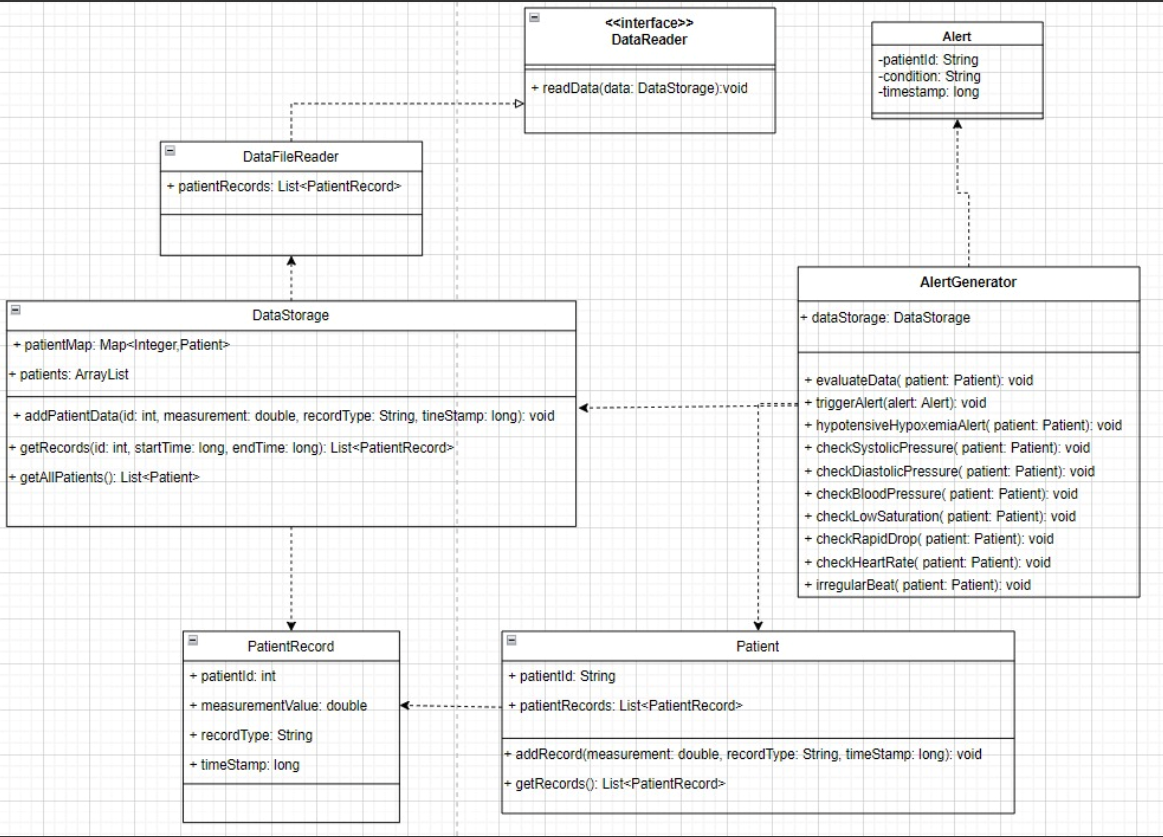 <<interface>>
DataReader
+ readData(data: DataStorage):void
Alert
-patientId: String
-condition: String
-timestamp: long
DataFileReader
+ patientRecords: List<PatientRecord>
DataStorage
+ patientMap: Map<Integer,Patient>
+ patients: ArrayList
+ addPatientData(id: int, measurement: double, recordType: String, tineStamp: long): void
+ getRecords(id: int, startTime: long, endTime: long): List<PatientRecord>
+ getAllPatients(): List<Patient>
AlertGenerator
+ dataStorage: DataStorage
+ evaluateData( patient: Patient): void
+ triggerAlert(alert: Alert): void
+ hypotensiveHypoxemiaAlert( patient: Patient): void
+ checkSystolicPressure( patient: Patient): void
+ checkDiastolicPressure( patient: Patient): void
+ checkBloodPressure( patient: Patient): void
+ checkLowSaturation( patient: Patient): void
+ checkRapidDrop( patient: Patient): void
+ checkHeartRate( patient: Patient): void
+ irregularBeat( patient: Patient): void
PatientRecord
+ patientId: int
+ measurementValue: double
+ recordType: String
+ timeStamp: long
Patient
+ patientId: String
+ patientRecords: List<PatientRecord>
+ addRecord(measurement: double, recordType: String, timeStamp: long): void
+ getRecords(): List<PatientRecord>